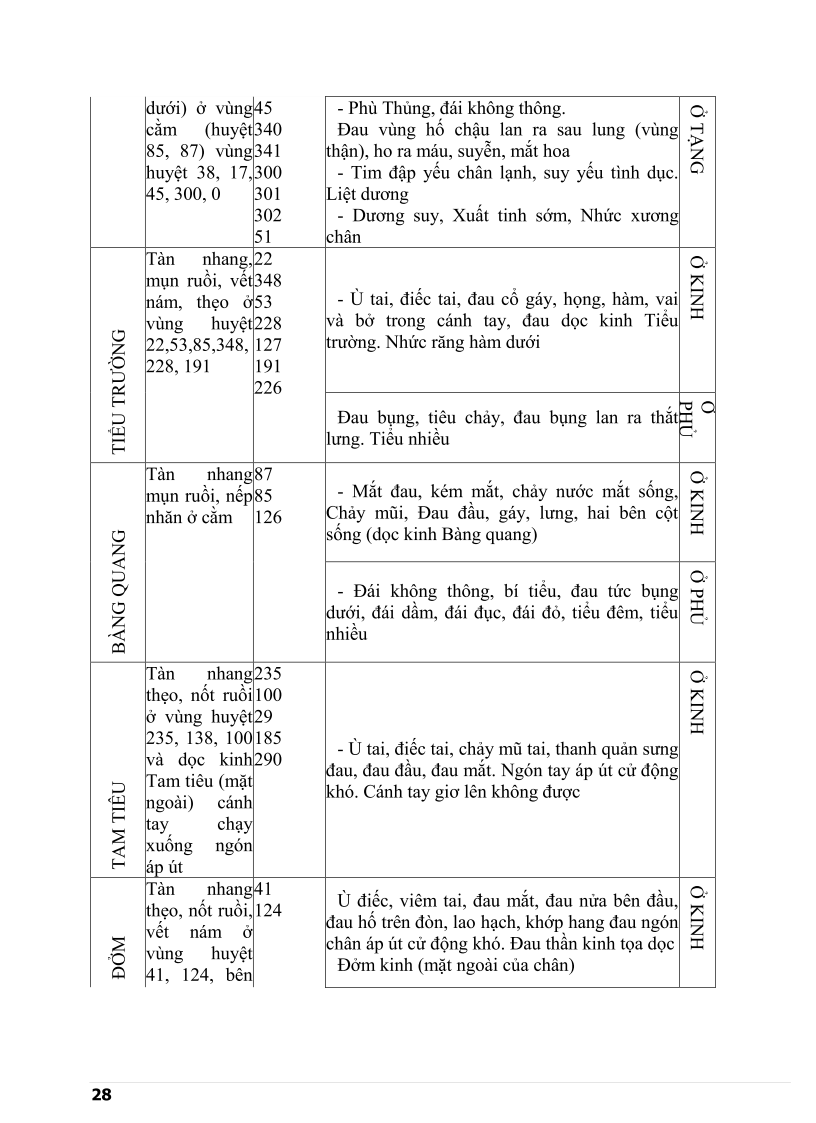 dưới) ở vùng
cằm (huyệt
85, 87) vùng
huyệt 38, 17,
45, 300, 0
45
340
341
300
301
302
51
- Phù Thủng, đái không thông.
Đau vùng hố chậu lan ra sau lung (vùng
thận), ho ra máu, suyễn, mắt hoa
- Tim đập yếu chân lạnh, suy yếu tình dục.
Liệt dương
- Dương suy, Xuất tinh sớm, Nhức xương
chân
Ở TẠNG
TIỂU TRƯỜNG
Tàn nhang,
mụn ruồi, vết
nám, thẹo ở
vùng huyệt
22,53,85,348,
228, 191
22
348
53
228
127
191
226
- Ù tai, điếc tai, đau cổ gáy, họng, hàm, vai
và bở trong cánh tay, đau dọc kinh Tiểu
trường. Nhức răng hàm dưới
Ở KINH
Đau bụng, tiêu chảy, đau bụng lan ra thắt
lưng. Tiểu nhiều
Ở
PHỦ
BÀNG QUANG
Tàn nhang
mụn ruồi, nếp
nhăn ở cằm
87
85
126
- Mắt đau, kém mắt, chảy nước mắt sống,
Chảy mũi, Đau đầu, gáy, lưng, hai bên cột
sống (dọc kinh Bàng quang)
Ở KINH
- Đái không thông, bí tiểu, đau tức bụng
dưới, đái dầm, đái đục, đái đỏ, tiểu đêm, tiểu
nhiều
Ở PHỦ
TAM TIÊU
Tàn nhang
thẹo, nốt ruồi
ở vùng huyệt
235, 138, 100
và dọc kinh
Tam tiêu (mặt
ngoài) cánh
tay chạy
xuống ngón
áp út
235
100
29
185
290
- Ù tai, điếc tai, chảy mũ tai, thanh quản sưng
đau, đau đầu, đau mắt. Ngón tay áp út cử động
khó. Cánh tay giơ lên không được
Ở KINH
ĐỞM
Tàn nhang
thẹo, nốt ruồi,
vết nám ở
vùng huyệt
41, 124, bên
41
124
Ù điếc, viêm tai, đau mắt, đau nửa bên đầu,
đau hố trên đòn, lao hạch, khớp hang đau ngón
chân áp út cử động khó. Đau thần kinh tọa dọc
Đởm kinh (mặt ngoài của chân)
Ở KINH
28